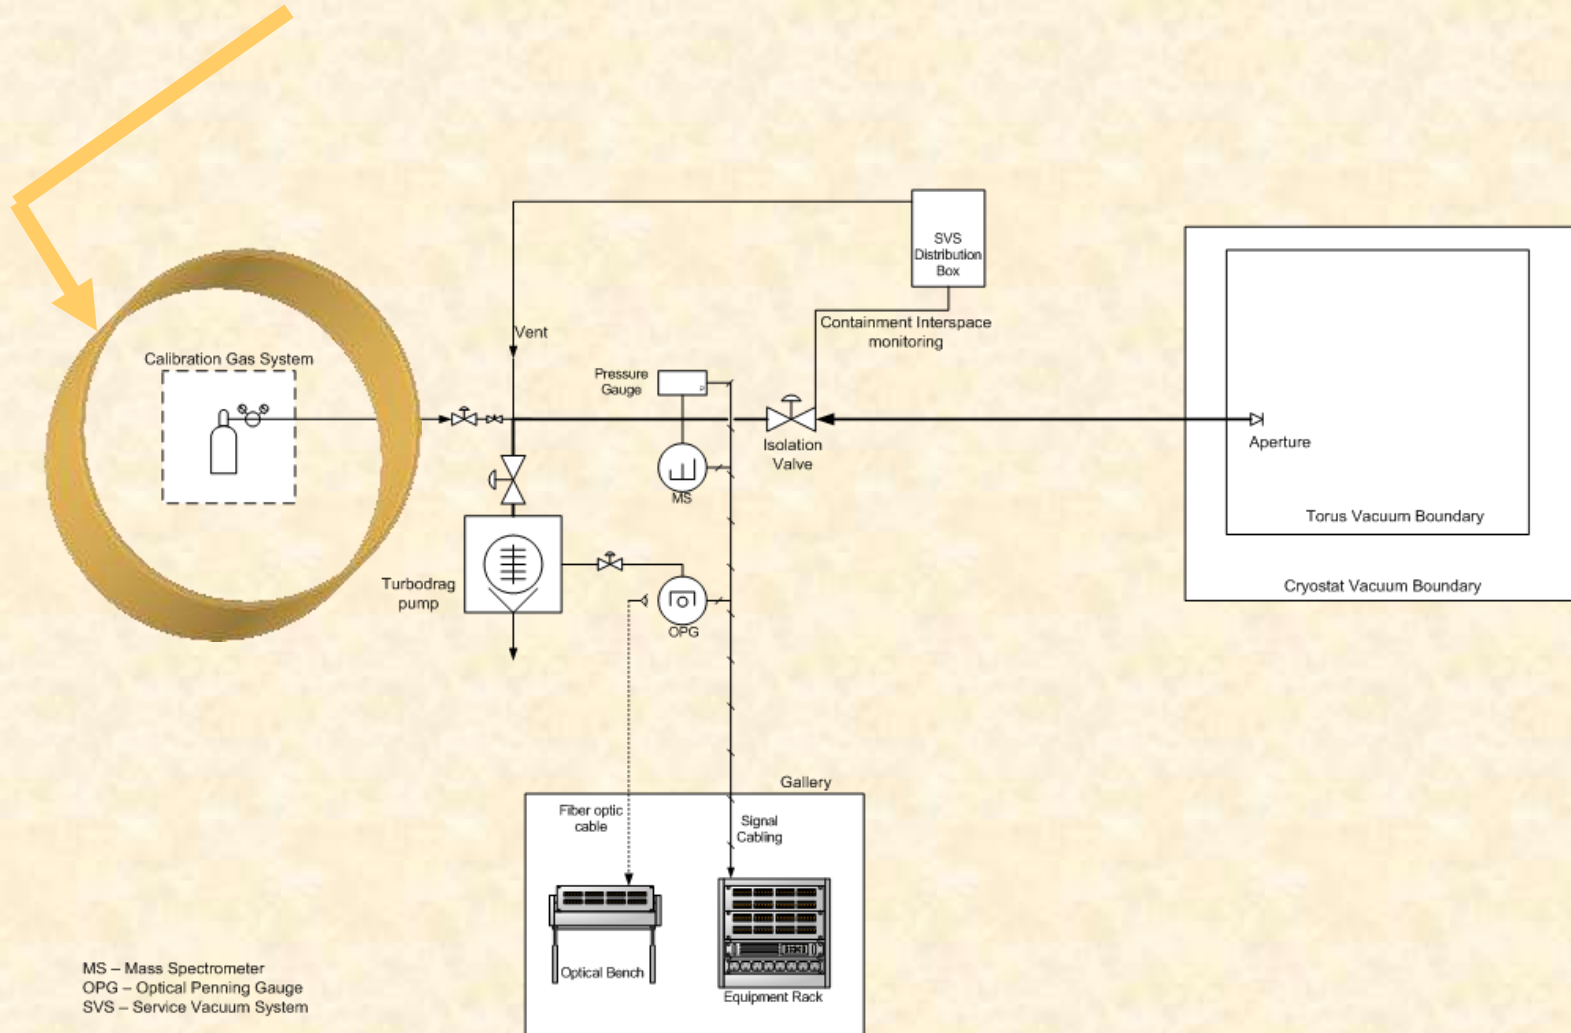 SVS
Distribution
Box
Vent
Containment Interspace
monitoring
Calibration Gas System
Pressure
Gauge
P
Isolation
Valve
Aperture
MS
Torus Vacuum Boundary
Turbodrag
pump
Cryostat Vacuum Boundary
OPG
Gallery
Fiber optic
cable
Signal
Cabling
Optical Bench
Equipment Rack
MS – Mass Spectrometer
OPG – Optical Penning Gauge
SVS – Service Vacuum System